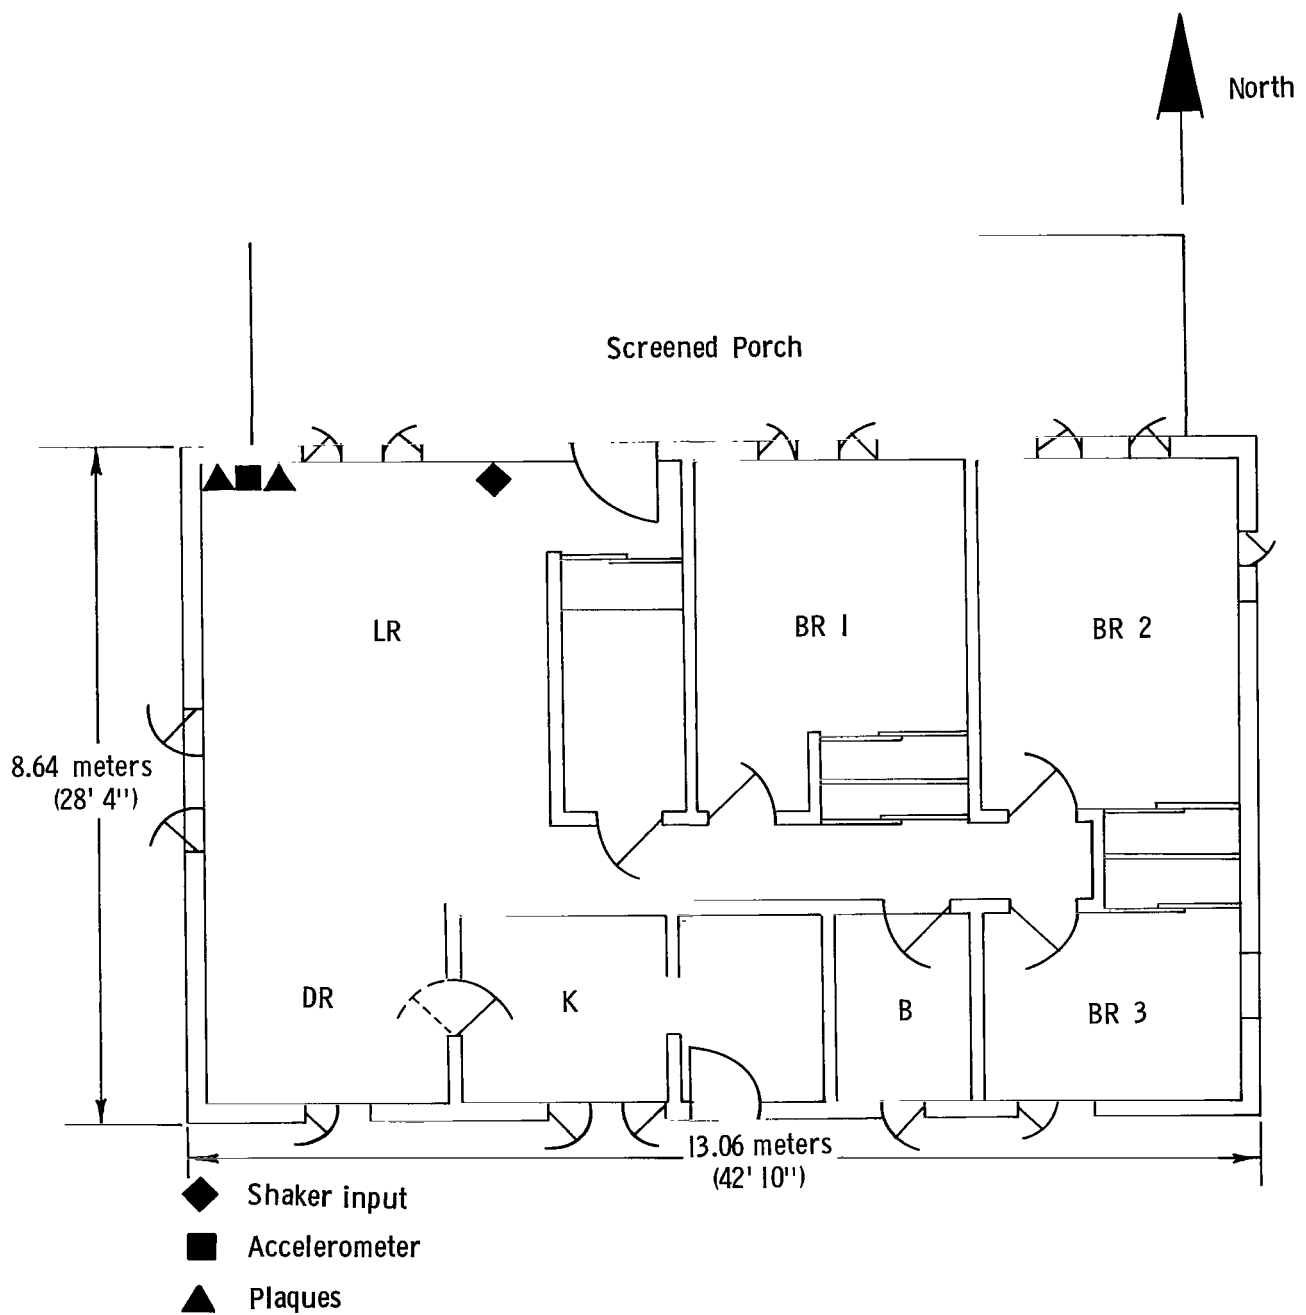 North
Screened Porch
LR
BR 1
BR 2
8.64 meters
(28' 4")
DR
K
B
BR 3
13.06 meters
(42' 10")
Shaker input
Accelerometer
Plaques